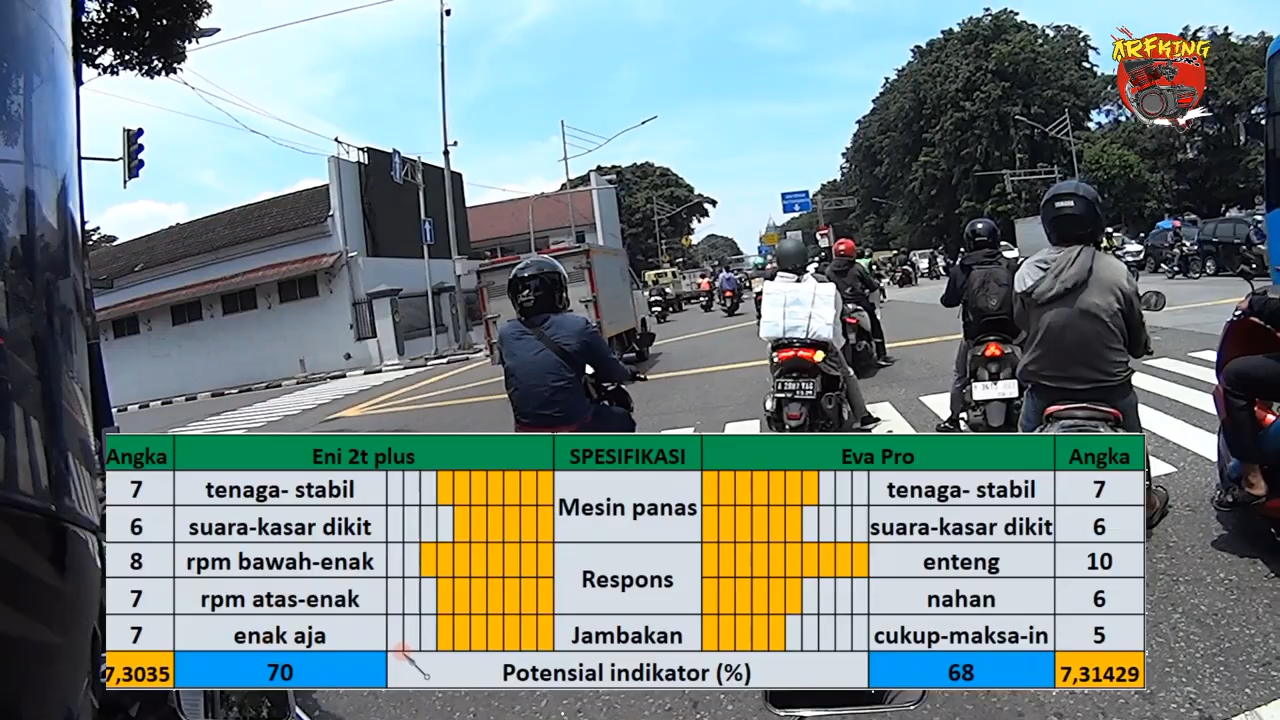 ARFKING
YAMAHA
Angka Eni 2t plus SPESIFIKASI Eva Pro Angka
7 tenaga- stabil Mesin panas tenaga- stabil 7
6 suara-kasar dikit suara-kasar dikit 6
8 rpm bawah-enak Respons enteng 10
7 rpm atas-enak nahan 6
7 enak aja Jambakan cukup-maksa-in 5
7,3035 70 Potensial indikator (%) 68 7,31429